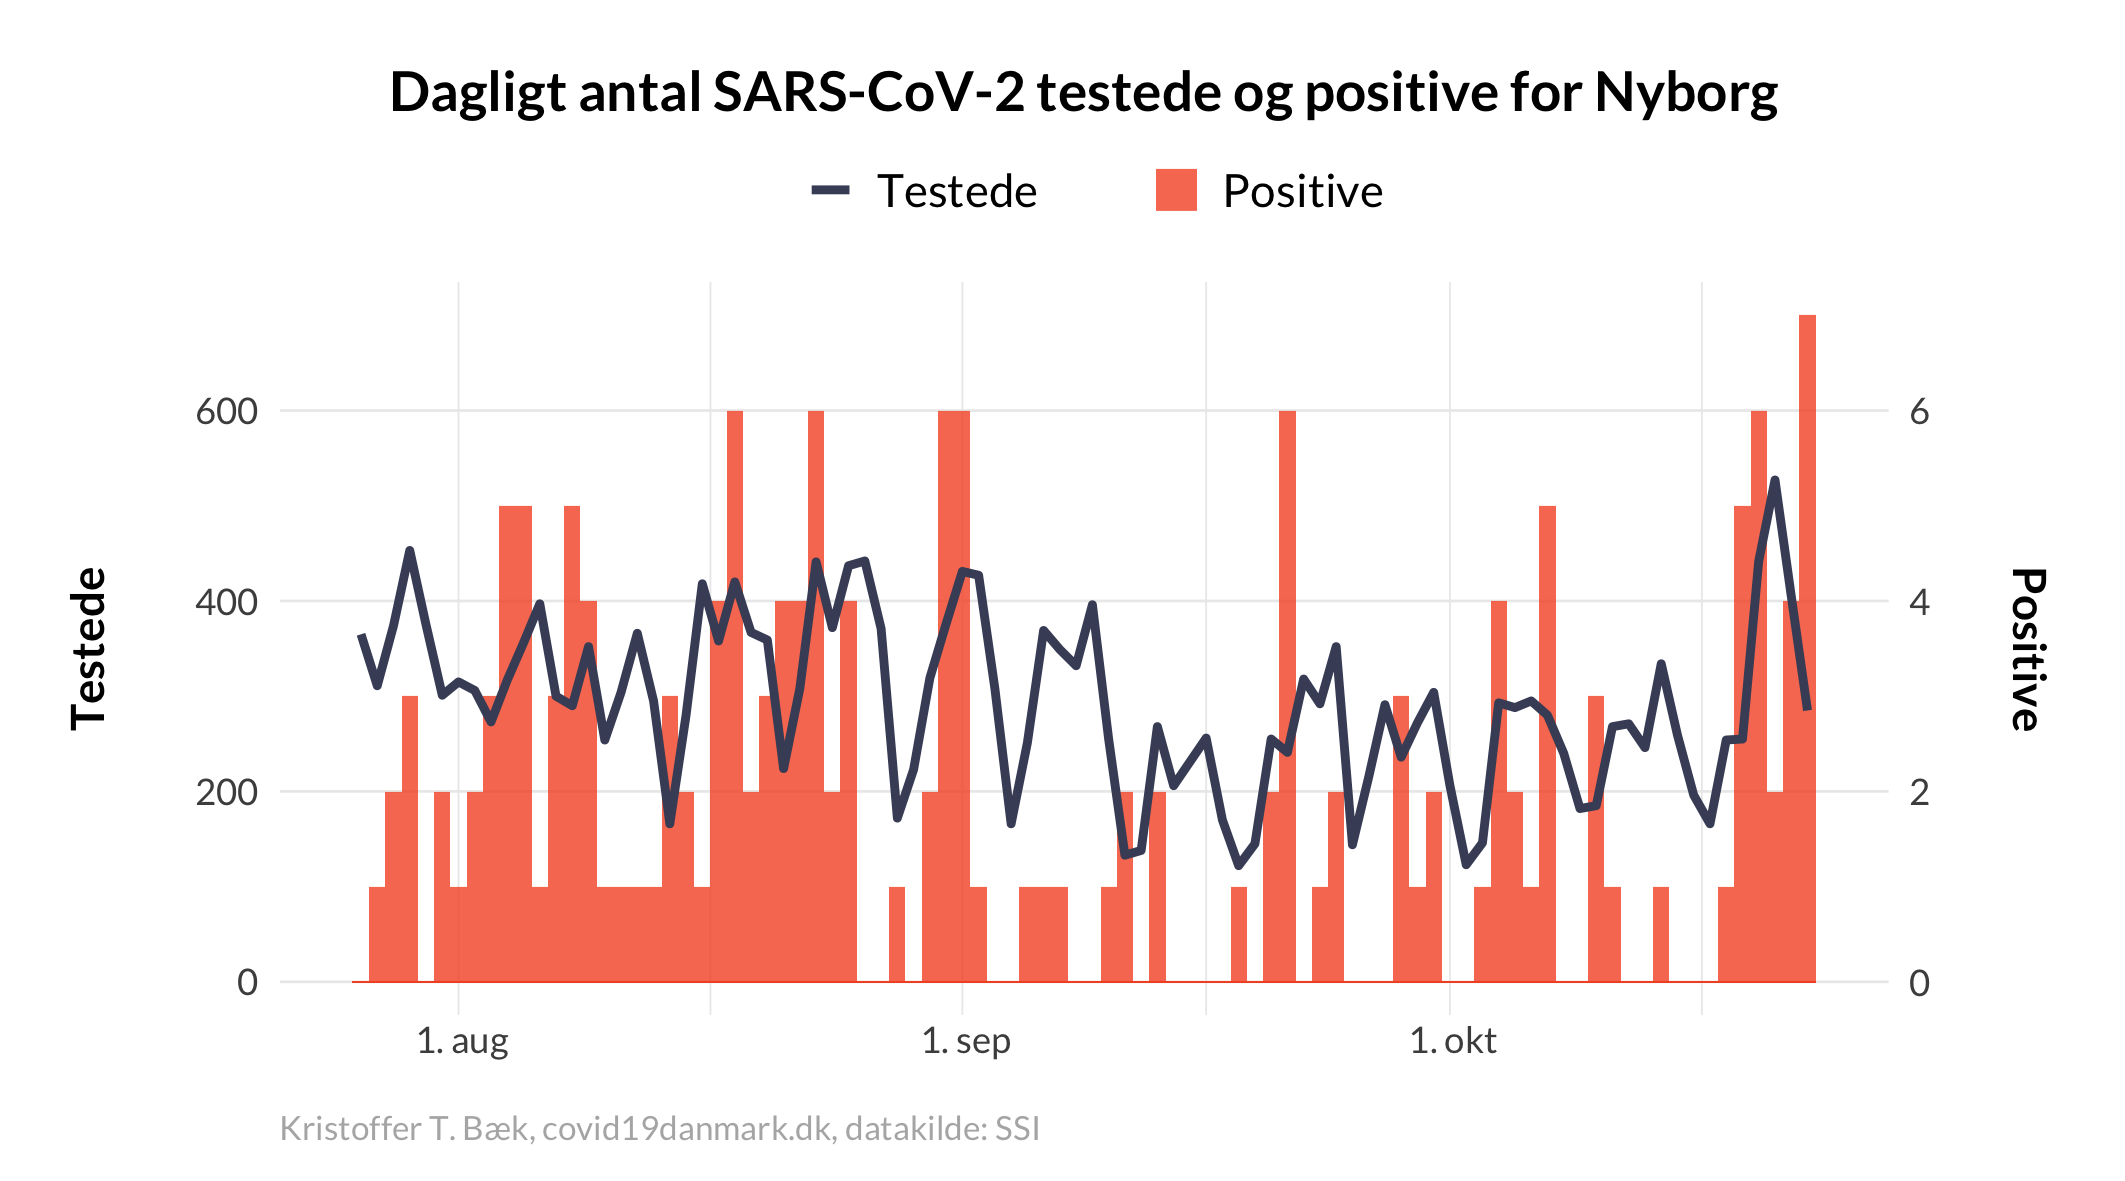 Dagligt antal SARS-CoV-2 testede og positive for Nyborg
Testede
Positive
600
400
200
0
6
4
2
0
Testede
Positive
1. aug
1. sep
1. okt
Kristoffer T. Bæk, covid19danmark.dk, datakilde: SSI